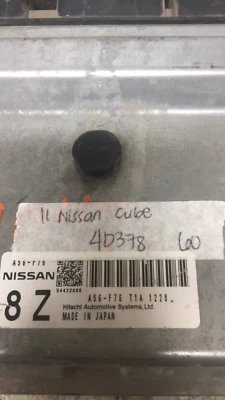 11 Nissan Cube
4D378 60
A56-F76
NISSAN
8 Z
54422686
A56-F76 T1A 1228
Hitachi Automotive Systems, Ltd.
MADE IN JAPAN